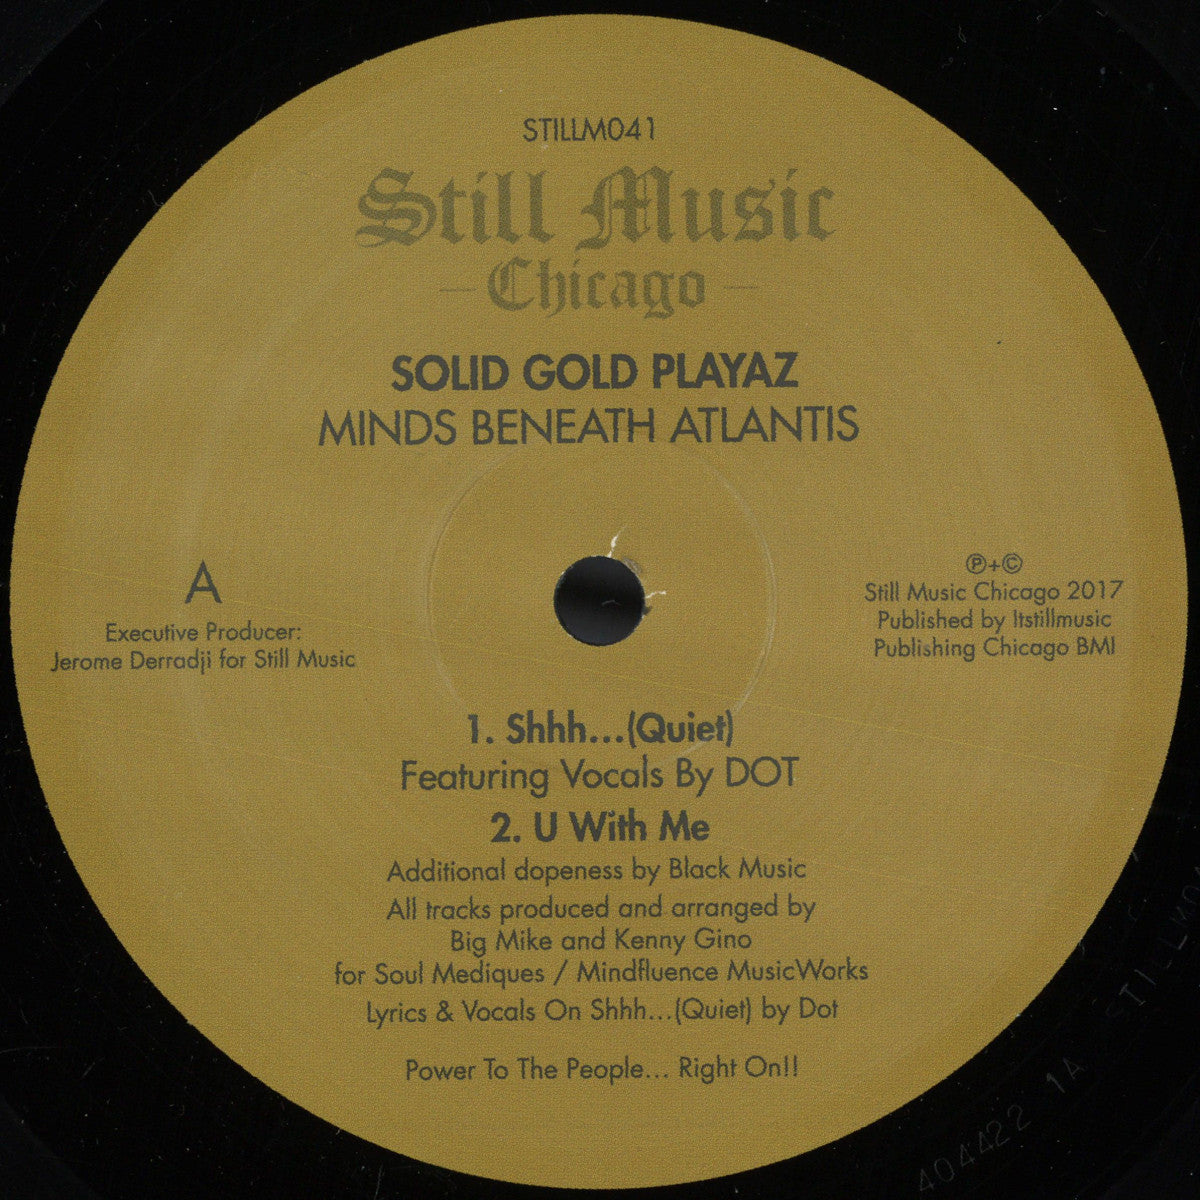 STILLM041
Still Music
Chicago
SOLID GOLD PLAYAZ
MINDS BENEATH ATLANTIS
A
Executive Producer:
Jerome Derradji for Still Music
℗+©
Still Music Chicago 2017
Published by Itstillmusic
Publishing Chicago BMI
1. Shhh...(Quiet)
Featuring Vocals By DOT
2. U With Me
Additional dopeness by Black Music
All tracks produced and arranged by
Big Mike and Kenny Gino
for Soul Mediques / Mindfluence MusicWorks
Lyrics & Vocals On Shhh...(Quiet) by Dot
Power To The People... Right On!!
404422 1A